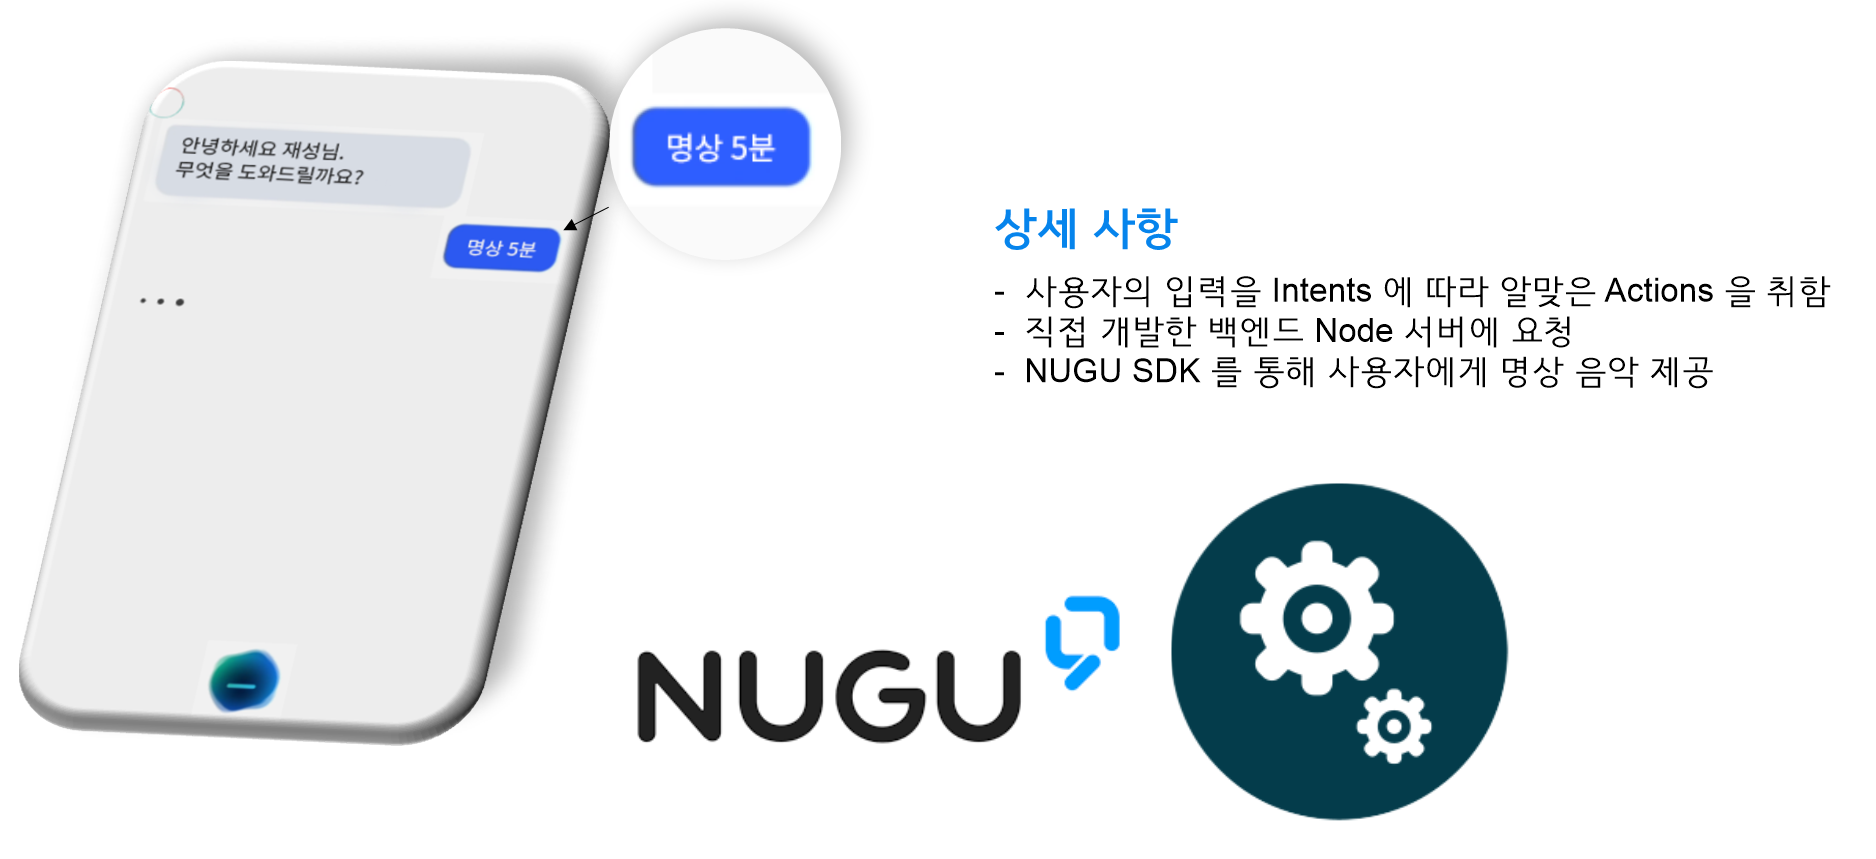 안녕하세요 재성님.
무엇을 도와드릴까요?
명상 5분
명상 5분
상세 사항
- 사용자의 입력을 Intents 에 따라 알맞은 Actions 을 취함
- 직접 개발한 백엔드 Node 서버에 요청
- NUGU SDK 를 통해 사용자에게 명상 음악 제공
NUGU